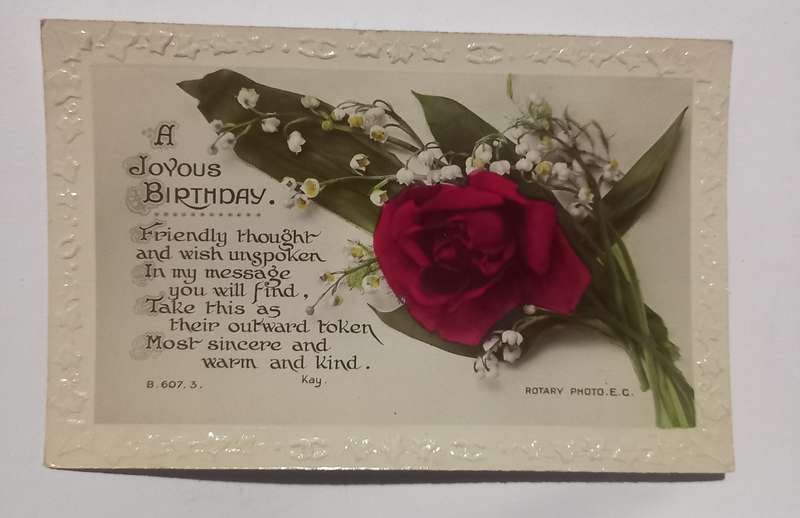 A
JOYOUS
BIRTHDAY.
Friendly thought
and wish unspoken
In my message
you will find,
Take this as
their outward token
Most sincere and
warm and kind.
Kay.
B.607.3.
ROTARY PHOTO.E.C.